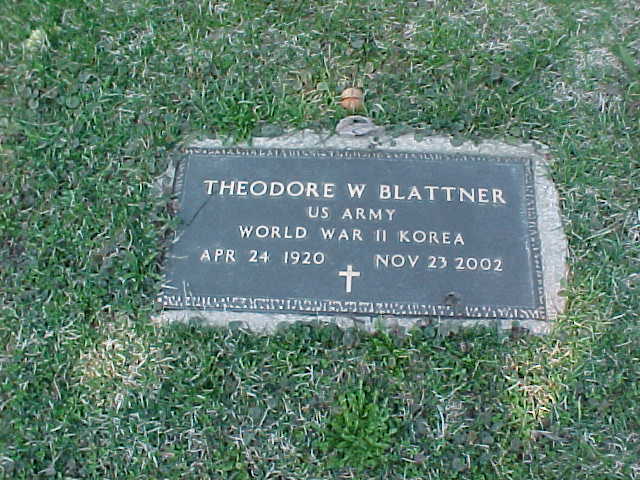 THEODORE W BLATTNER
US ARMY
WORLD WAR II KOREA
APR 24 1920 NOV 23 2002